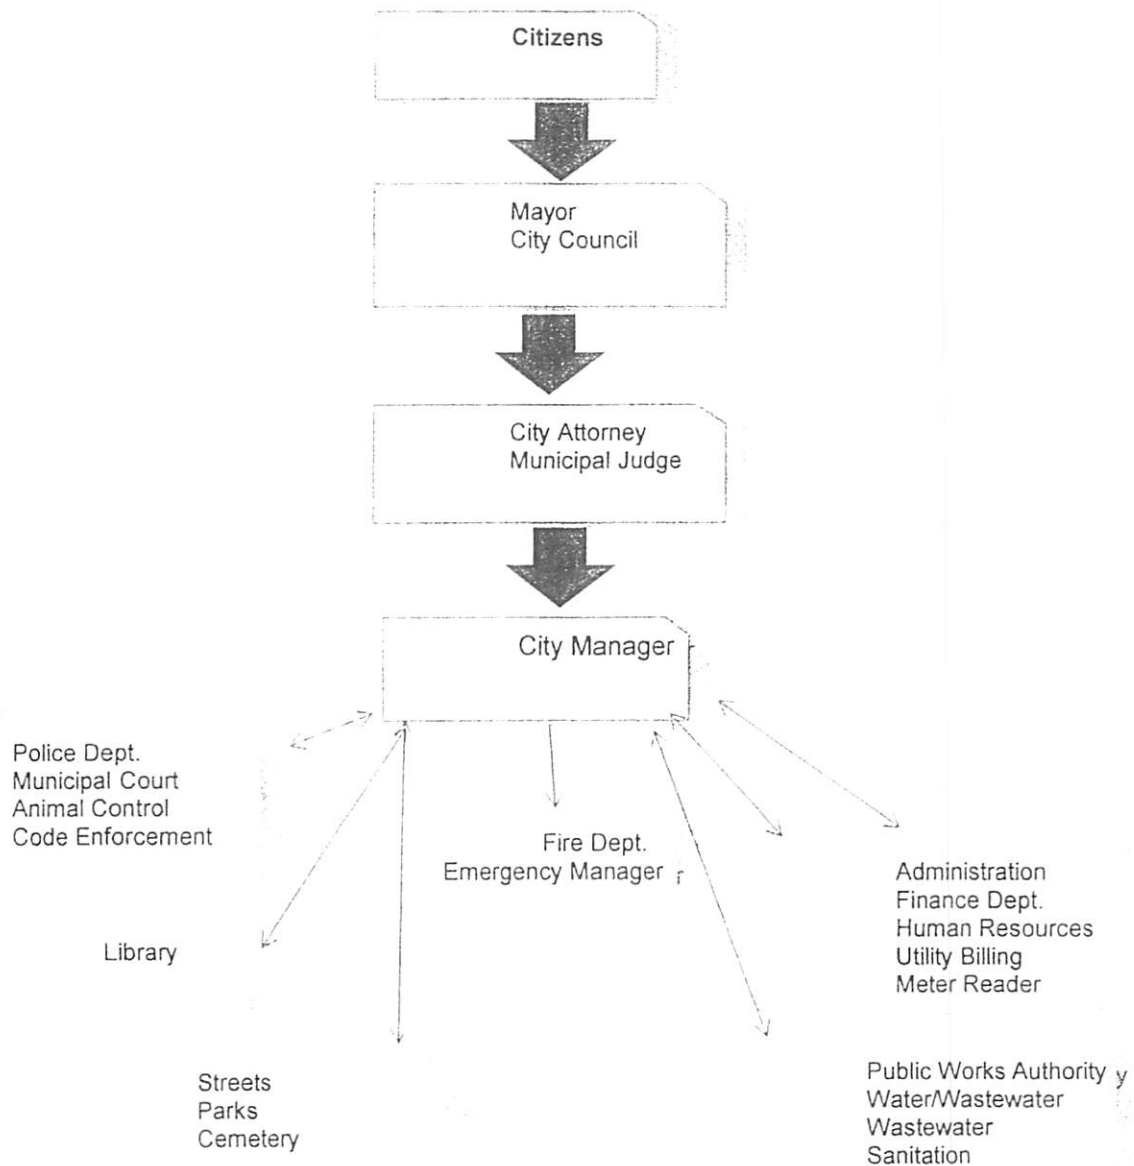 Citizens
Mayor
City Council
City Attorney
Municipal Judge
City Manager r
Police Dept.
Municipal Court
Animal Control
Code Enforcement
Fire Dept.
Emergency Manager r
Administration
Finance Dept.
Human Resources
Utility Billing
Meter Reader
Library
Streets
Parks
Cemetery
Public Works Authority y
Water/Wastewater
Wastewater
Sanitation